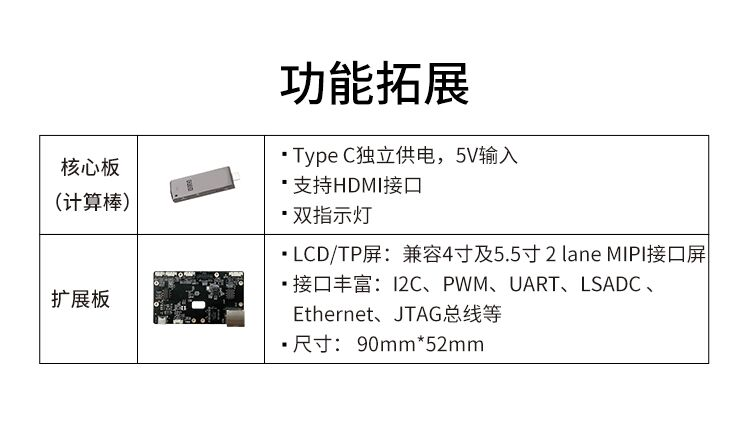 功能拓展
核心板
（计算棒）
▪ Type C独立供电，5V输入
▪ 支持HDMI接口
▪ 双指示灯
扩展板
▪ LCD/TP屏：兼容4寸及5.5寸 2 lane MIPI接口屏
▪ 接口丰富：I2C、PWM、UART、LSADC 、
Ethernet、JTAG总线等
▪ 尺寸： 90mm*52mm